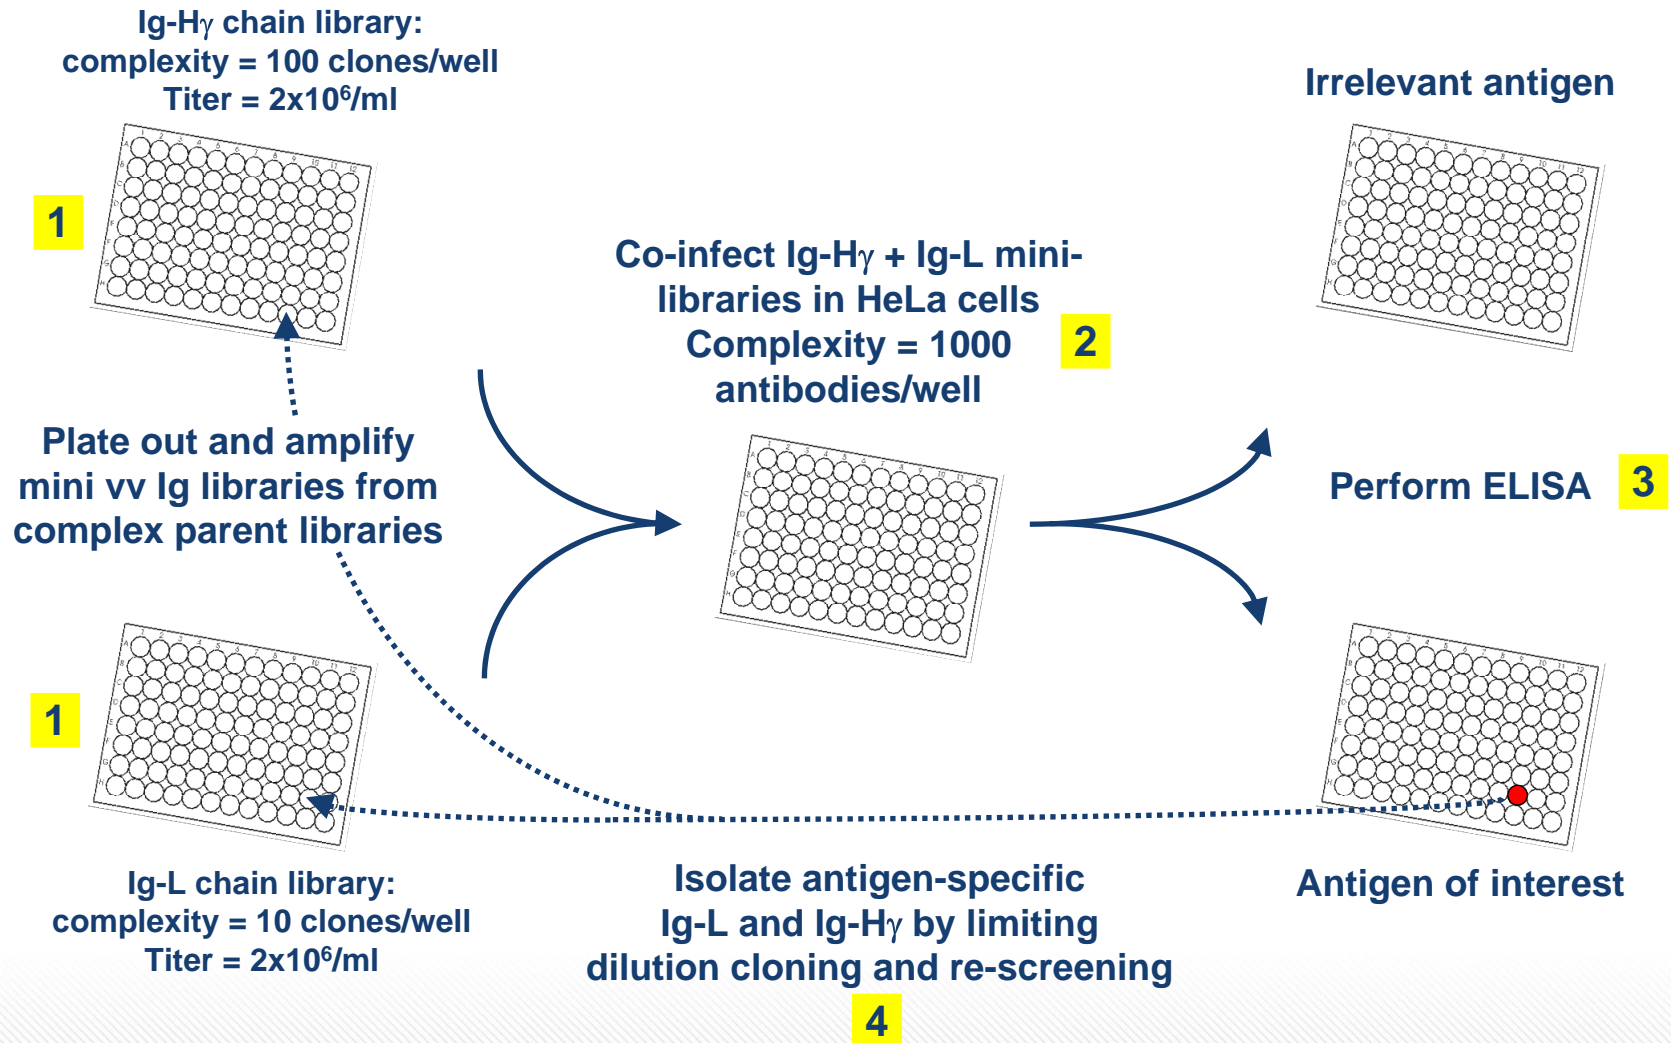 Ig-Hγ chain library:
complexity = 100 clones/well
Titer = 2x10⁶/ml
1
Plate out and amplify
mini vv Ig libraries from
complex parent libraries
1
Ig-L chain library:
complexity = 10 clones/well
Titer = 2x10⁶/ml
Co-infect Ig-Hγ + Ig-L mini-
libraries in HeLa cells
Complexity = 1000
antibodies/well
2
Irrelevant antigen
Perform ELISA
3
Antigen of interest
Isolate antigen-specific
Ig-L and Ig-Hγ by limiting
dilution cloning and re-screening
4